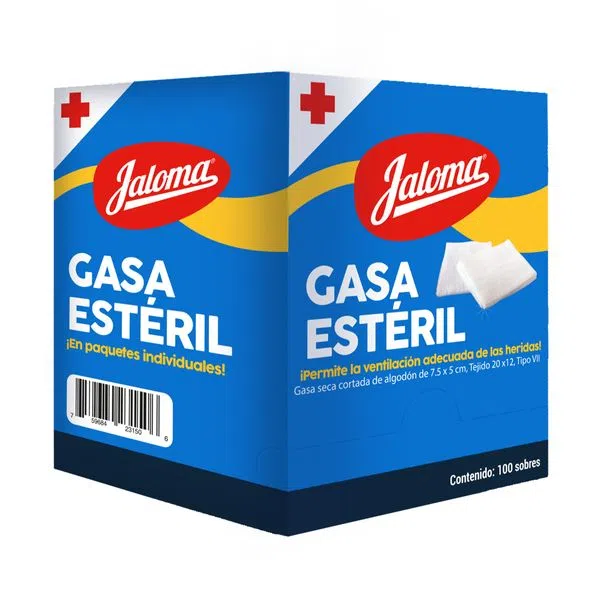 Jaloma®
GASA
ESTÉRIL
¡En paquetes individuales!
7 59684 23150 6
Jaloma®
GASA
ESTÉRIL
¡Permite la ventilación adecuada de las heridas!
Gasa seca cortada de algodón de 7.5 x 5 cm, Tejido 20 x12, Tipo VII
Contenido: 100 sobres